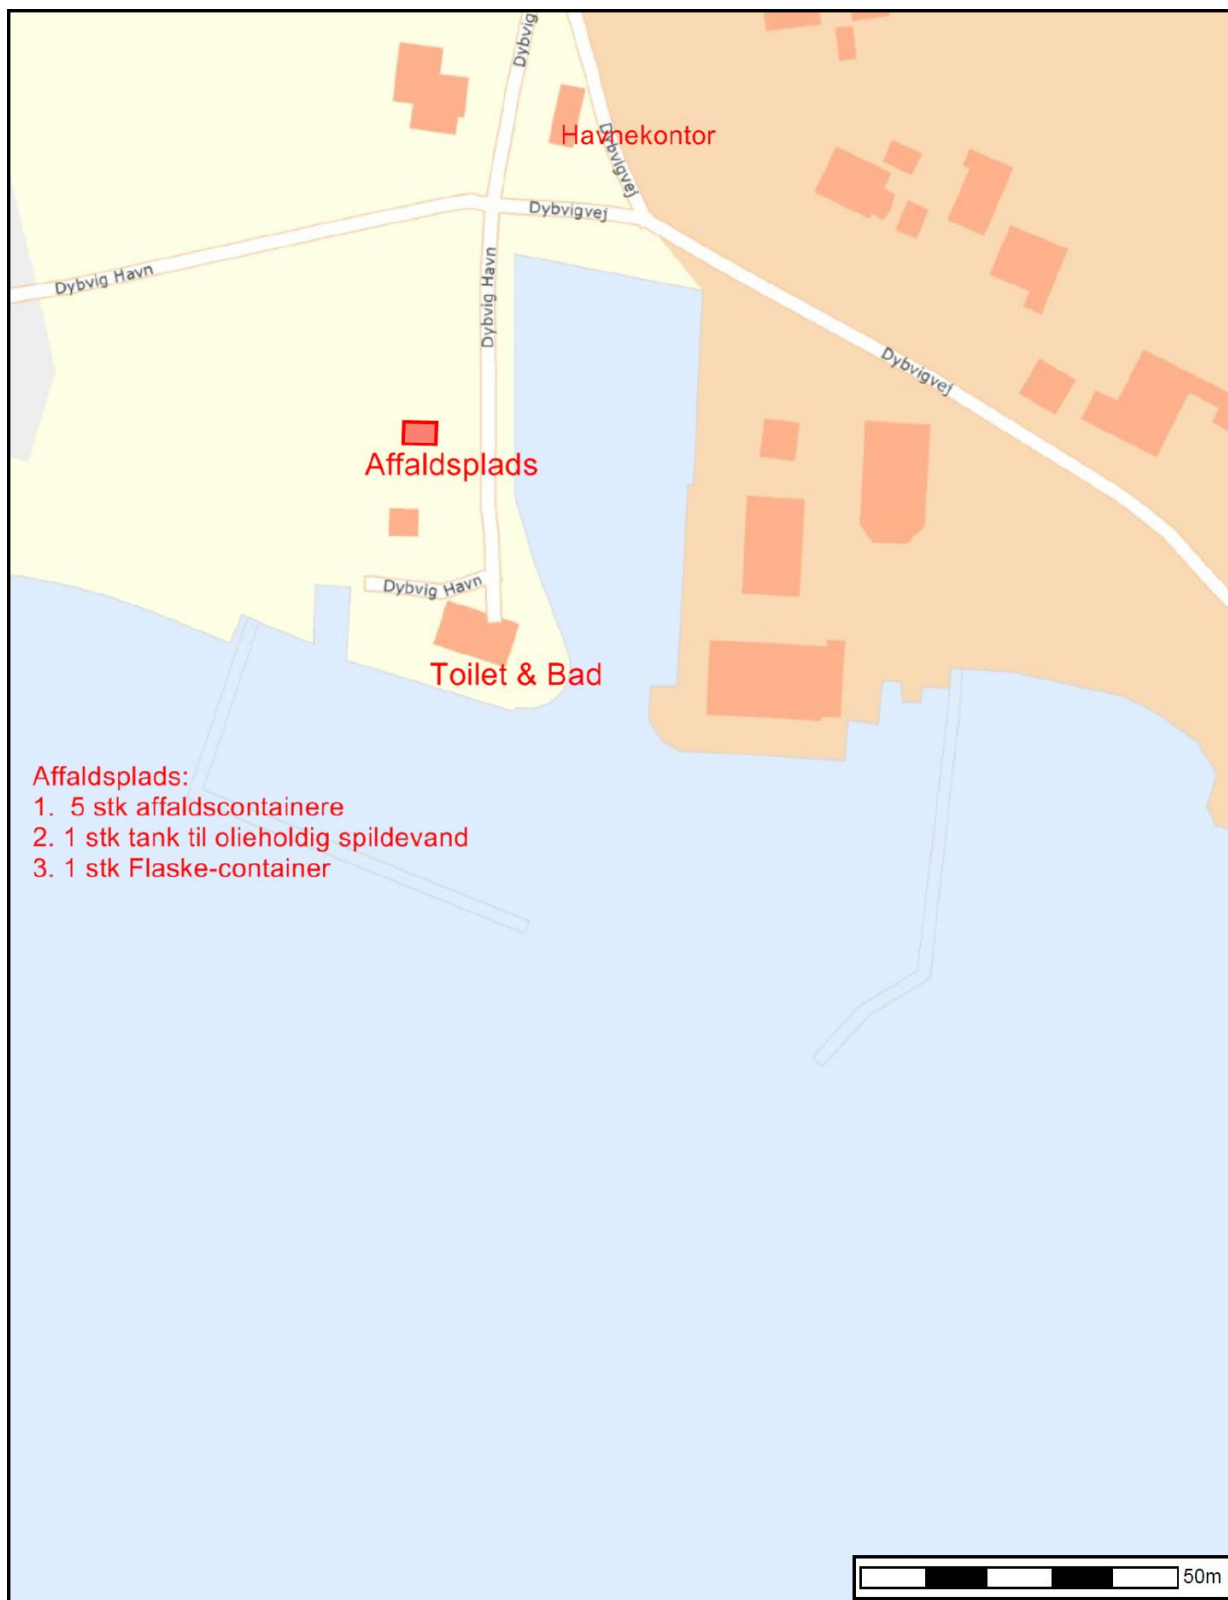 Dybvig
Havnekontor
Dybvigvej
Dybvigvej
Dybvig Havn
Dybvig Havn
Dybvigvej
Affaldsplads
Dybvig Havn
Toilet & Bad
Affaldsplads:
1. 5 stk affaldscontainere
2. 1 stk tank til olieholdig spildevand
3. 1 stk Flaske-container
50m